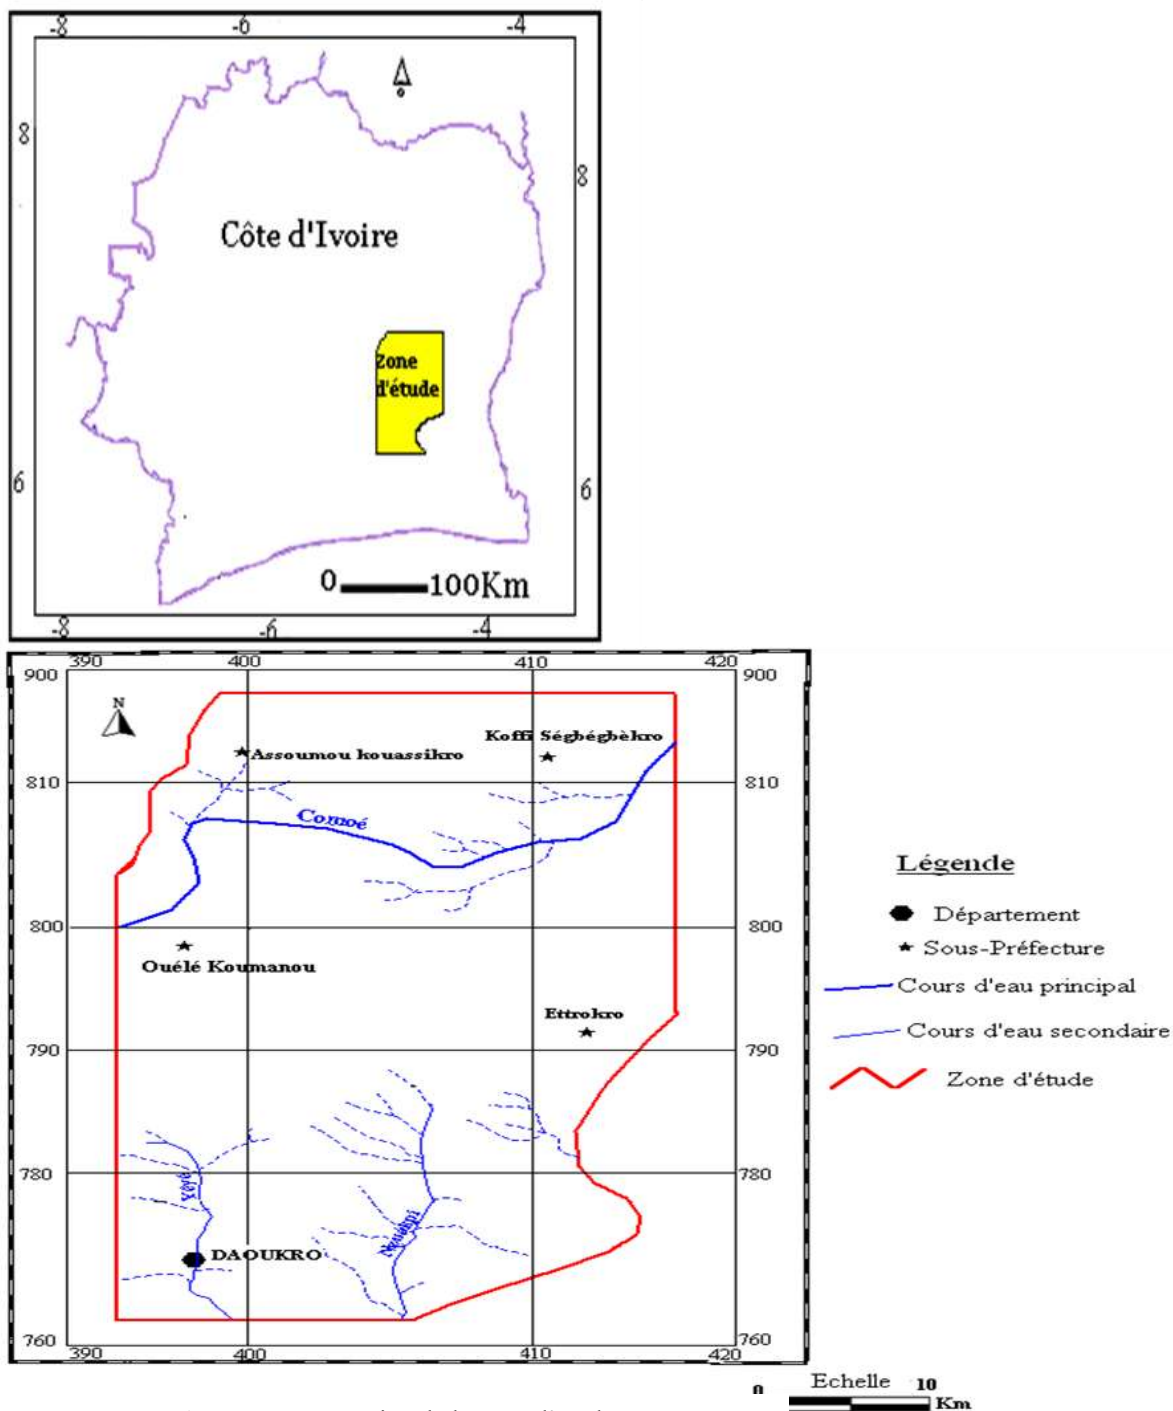 -8 -6 -4
8
8
Côte d'Ivoire
Zone
d'étude
6
6
0 100Km
-8 -6 -4
390 400 410 420
900 900
N
Koffi Ségbégbèkro
Assoumou kouassikro
810 810
Comoé
Légende
Département
800 800
Sous-Préfecture
Ouélé Koumanou
Cours d'eau principal
Ettrokro
Cours d'eau secondaire
790 790
Zone d'étude
780 780
DAOUKRO
760 760
390 400 410 420
0 Echelle 10
Km